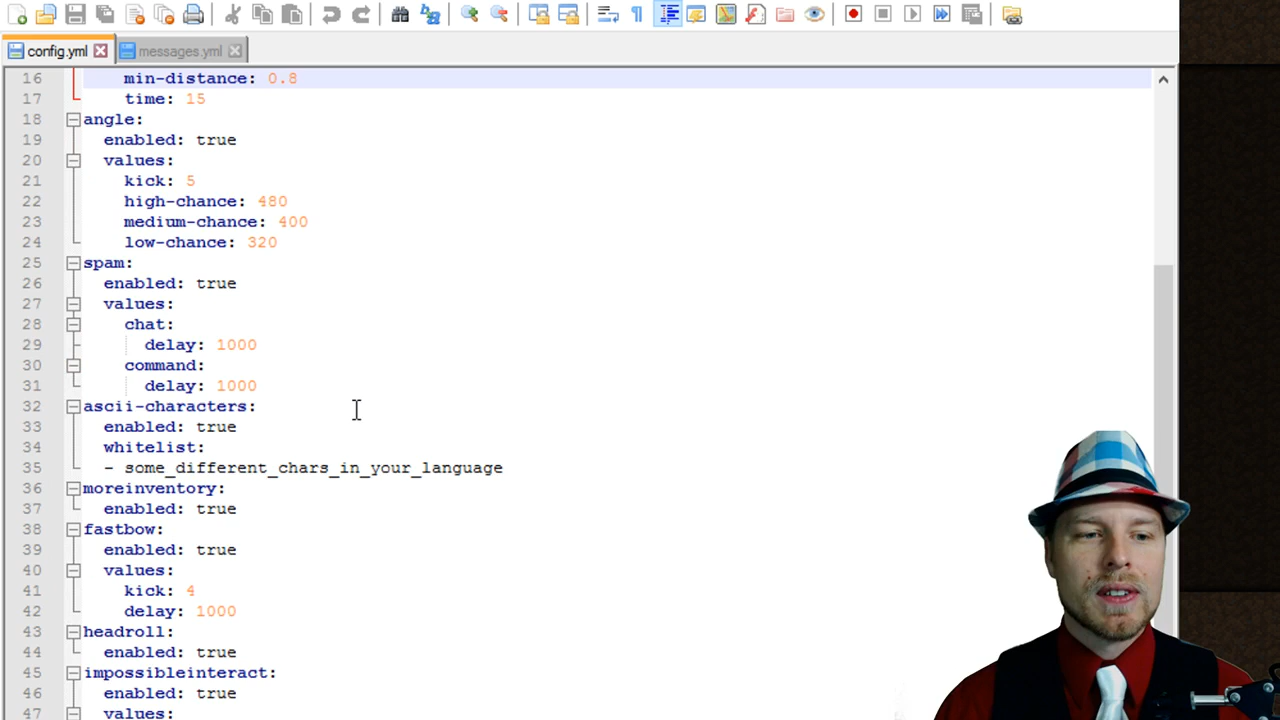 config.yml messages.yml
16 min-distance: 0.8
17 time: 15
18 angle:
19 enabled: true
20 values:
21 kick: 5
22 high-chance: 480
23 medium-chance: 400
24 low-chance: 320
25 spam:
26 enabled: true
27 values:
28 chat:
29 delay: 1000
30 command:
31 delay: 1000
32 ascii-characters:
33 enabled: true
34 whitelist:
35 - some_different_chars_in_your_language
36 moreinventory:
37 enabled: true
38 fastbow:
39 enabled: true
40 values:
41 kick: 4
42 delay: 1000
43 headroll:
44 enabled: true
45 impossibleinteract:
46 enabled: true
47 values: